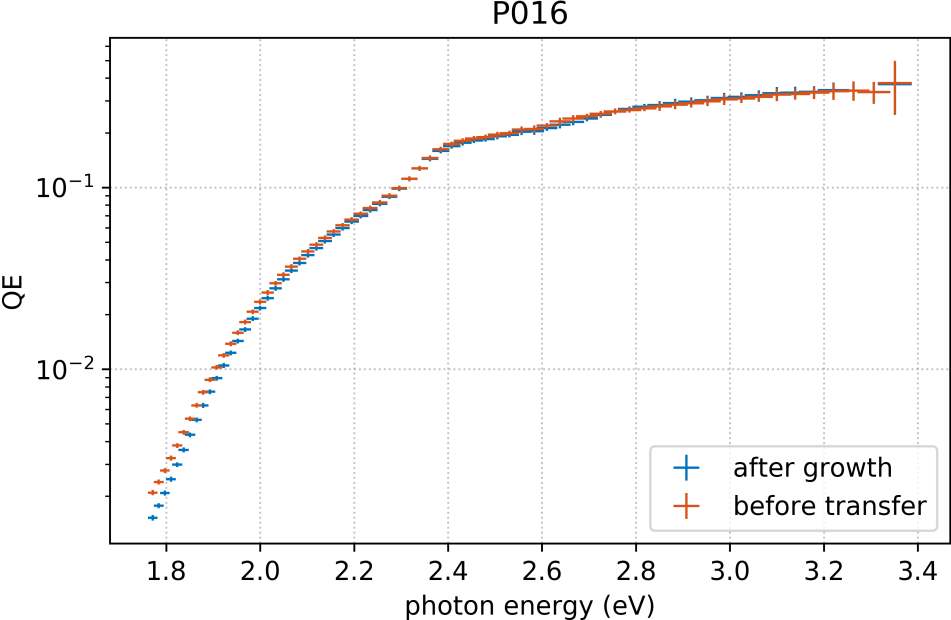 P016
QE
10⁻¹
10⁻²
after growth
before transfer
1.8 2.0 2.2 2.4 2.6 2.8 3.0 3.2 3.4
photon energy (eV)